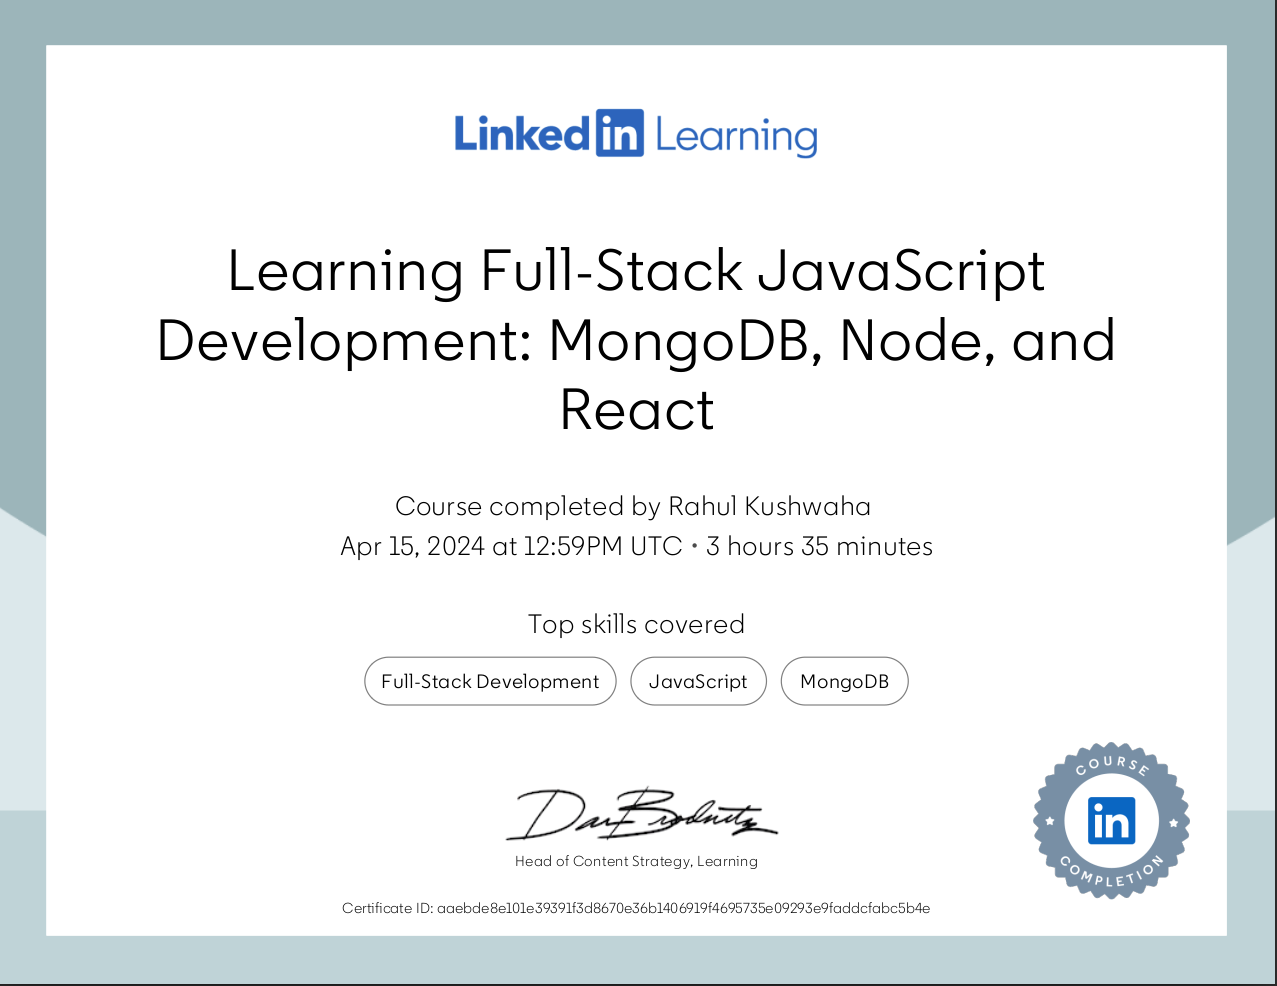 LinkedIn Learning
Learning Full-Stack JavaScript
Development: MongoDB, Node, and
React
Course completed by Rahul Kushwaha
Apr 15, 2024 at 12:59PM UTC • 3 hours 35 minutes
Top skills covered
Full-Stack Development JavaScript MongoDB
Dan Brodnitz
Head of Content Strategy, Learning
Certificate ID: aaebde8e101e39391f3d8670e36b1406919f4695735e09293e9faddcfabc5b4e
COURSE
in
COMPLETION